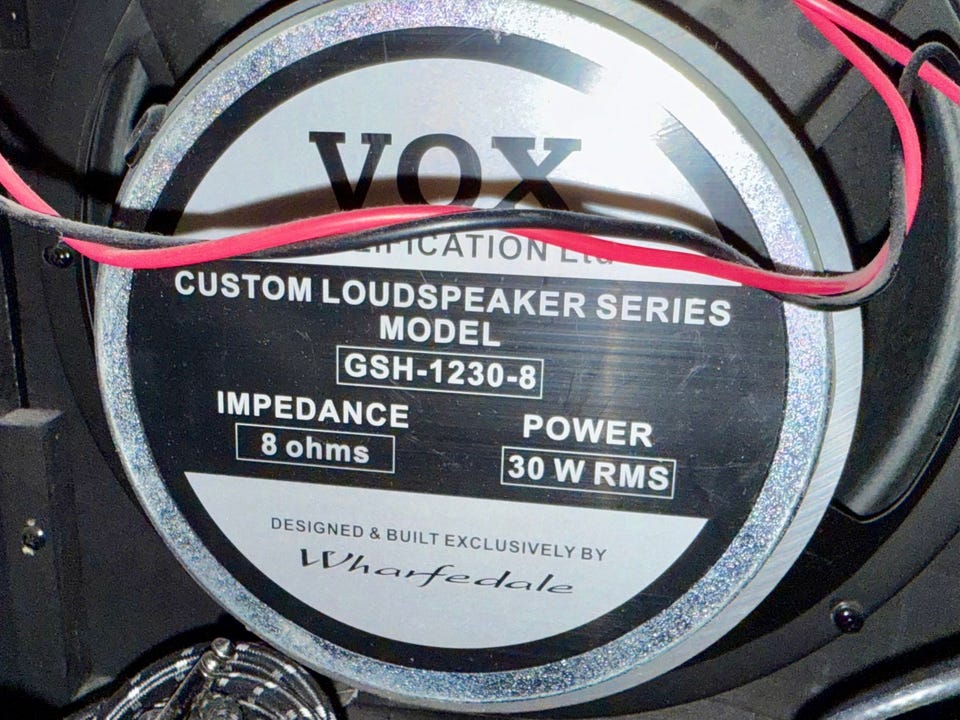 VOX
Ltd
CUSTOM LOUDSPEAKER SERIES
MODEL
GSH-1230-8
IMPEDANCE
8 ohms
POWER
30 W RMS
DESIGNED & BUILT EXCLUSIVELY BY
Wharfedale